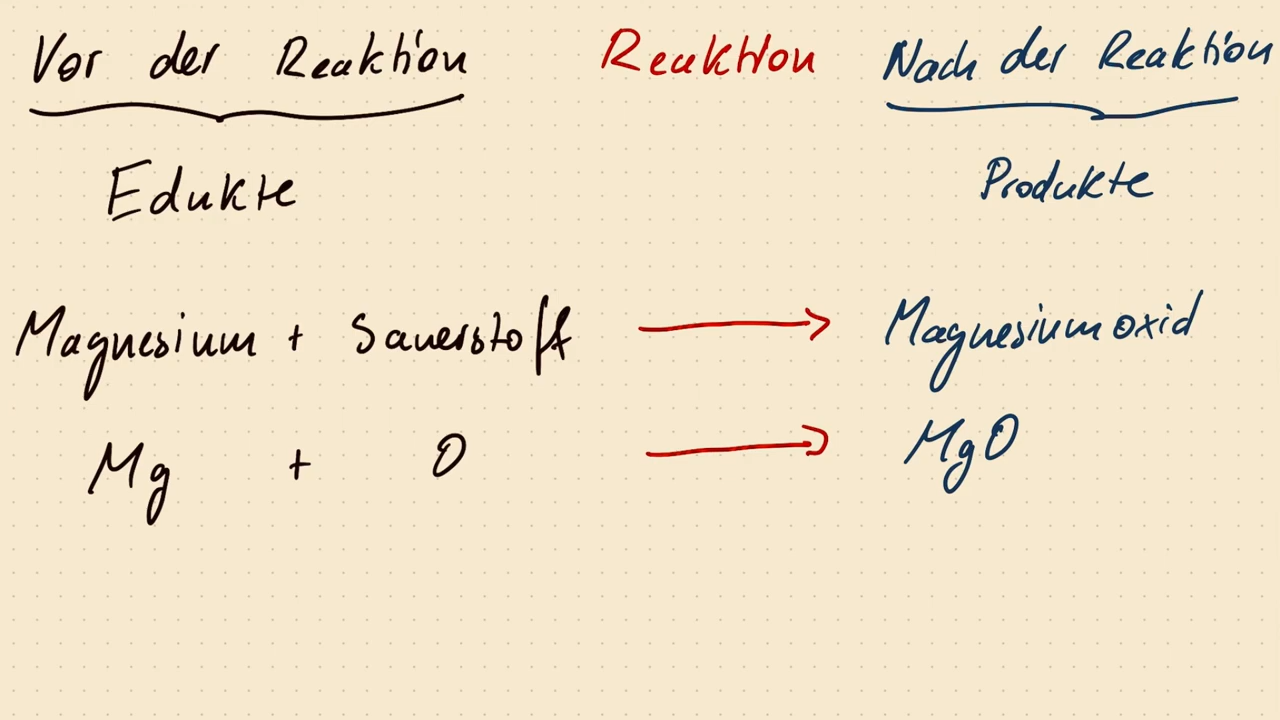 Vor der Reaktion Reaktion Nach der Reaktion
Edukte Produkte
Magnesium + Sauerstoff → Magnesiumoxid
Mg + O → MgO